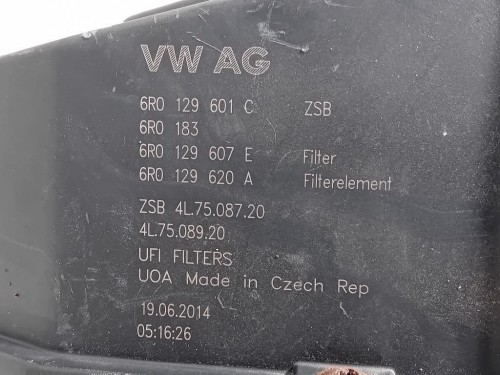 VW AG
6R0 129 601 C ZSB
6R0 183
6R0 129 607 E Filter
6R0 129 620 A Filterelement
ZSB 4L.75.087.20
4L.75.089.20
UFI FILTERS
UOA Made in Czech Rep
19.06.2014
05:16:26